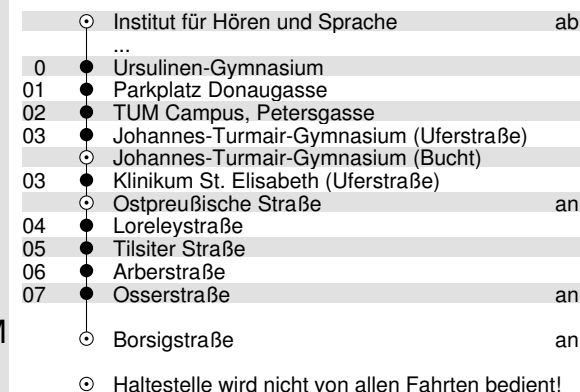 Institut für Hören und Sprache ab
...
0 Ursulinen-Gymnasium
01 Parkplatz Donaugasse
02 TUM Campus, Petersgasse
03 Johannes-Turmair-Gymnasium (Uferstraße)
Johannes-Turmair-Gymnasium (Bucht)
03 Klinikum St. Elisabeth (Uferstraße)
Ostpreußische Straße an
04 Loreleystraße
05 Tilsiter Straße
06 Arberstraße
07 Osserstraße an
Borsigstraße an
Haltestelle wird nicht von allen Fahrten bedient!